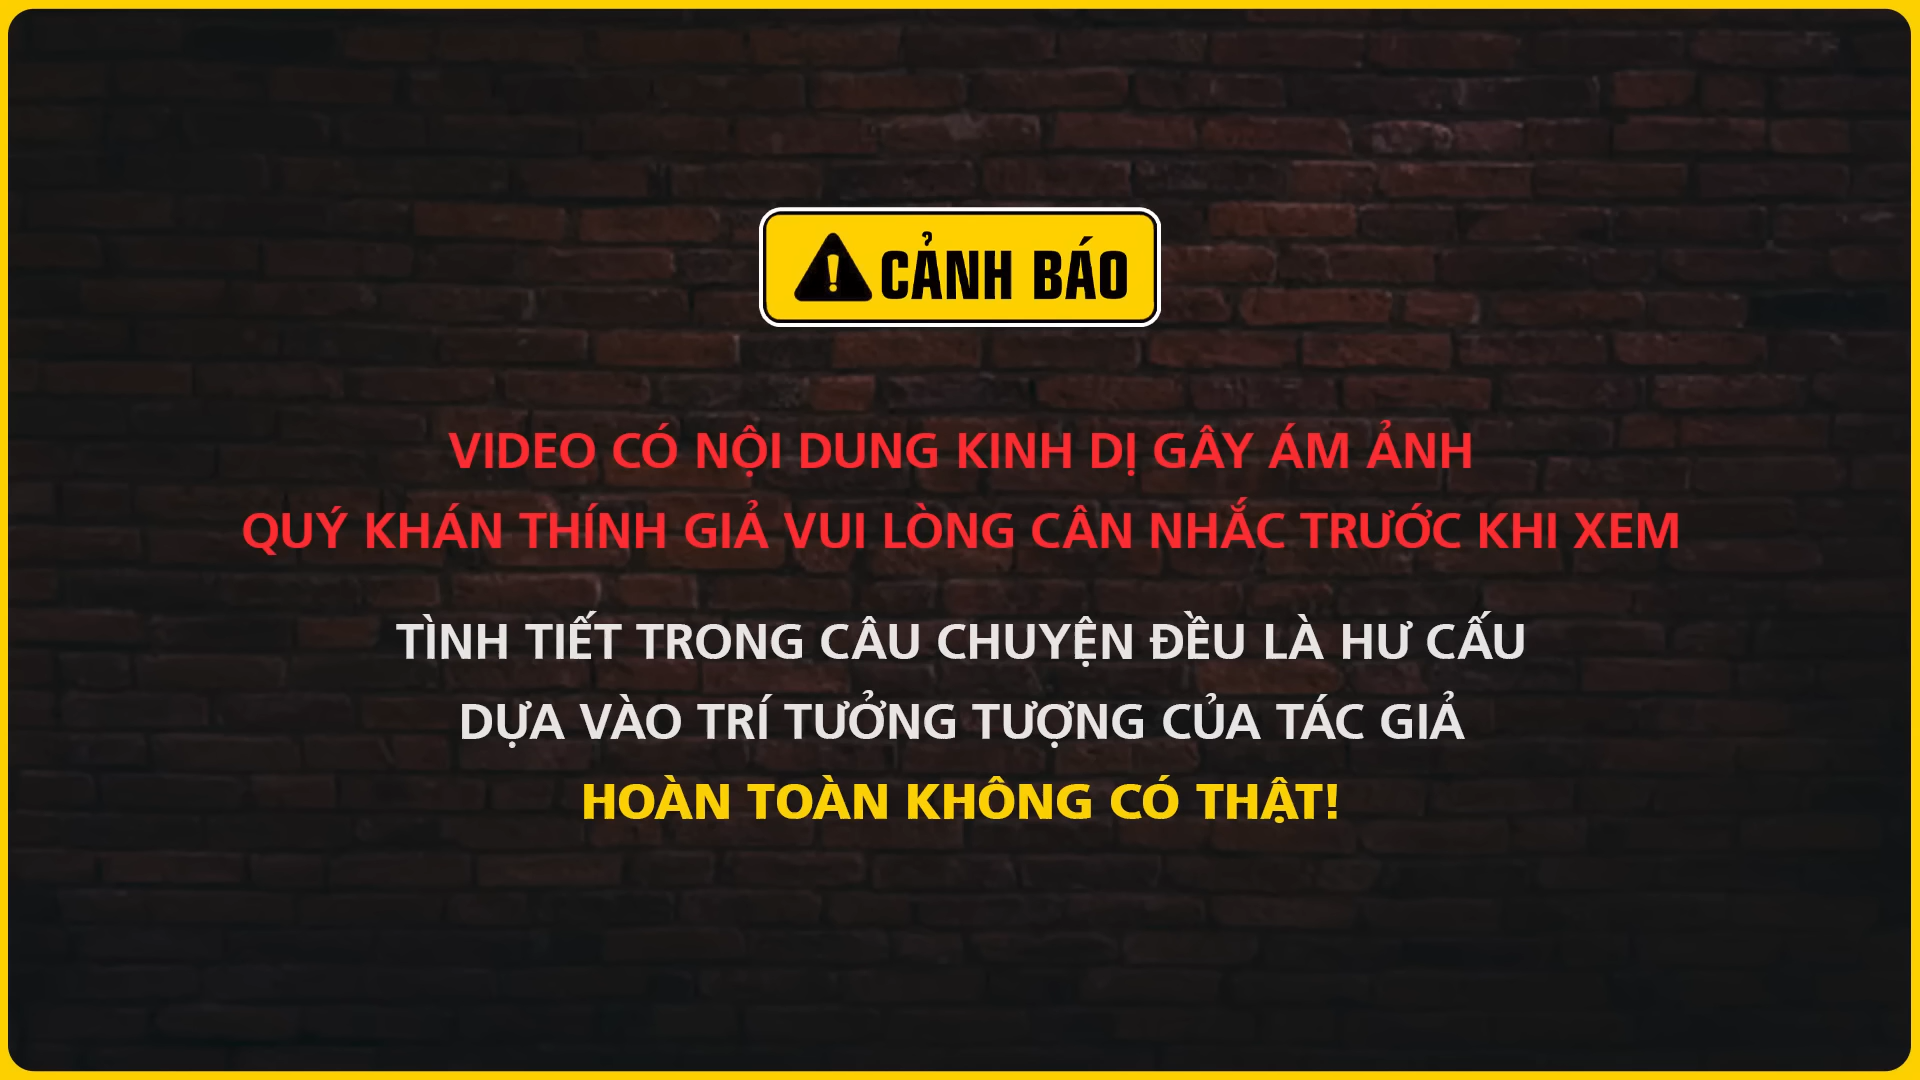 CẢNH BÁO
VIDEO CÓ NỘI DUNG KINH DỊ GÂY ÁM ẢNH
QUÝ KHÁN THÍNH GIẢ VUI LÒNG CÂN NHẮC TRƯỚC KHI XEM
TÌNH TIẾT TRONG CÂU CHUYỆN ĐỀU LÀ HƯ CẤU
DỰA VÀO TRÍ TƯỞNG TƯỢNG CỦA TÁC GIẢ
HOÀN TOÀN KHÔNG CÓ THẬT!